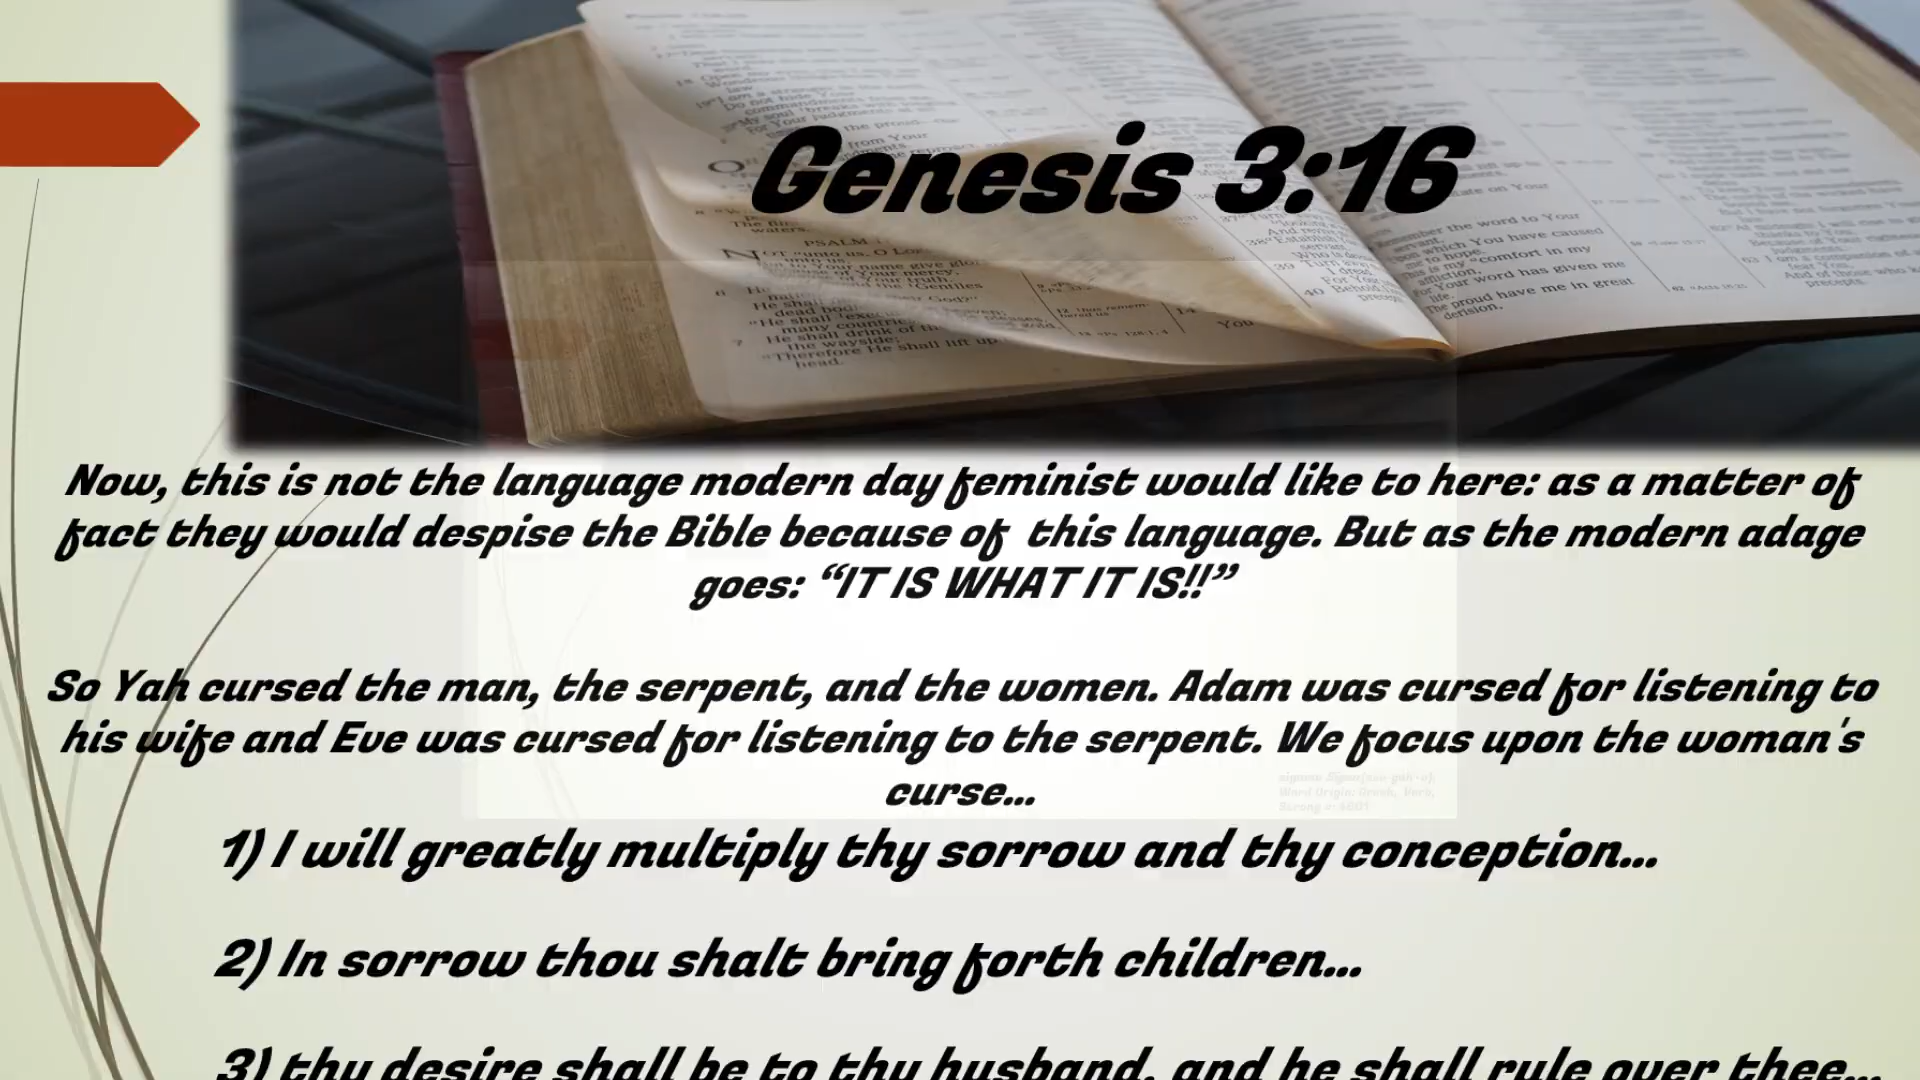 Genesis 3:16
Now, this is not the language modern day feminist would like to here: as a matter of
fact they would despise the Bible because of this language. But as the modern adage
goes: “IT IS WHAT IT IS!!”
So Yah cursed the man, the serpent, and the women. Adam was cursed for listening to
his wife and Eve was cursed for listening to the serpent. We focus upon the woman's
curse...
1) I will greatly multiply thy sorrow and thy conception...
2) In sorrow thou shalt bring forth children...
3) thy desire shall be to thy husband, and he shall rule over thee...